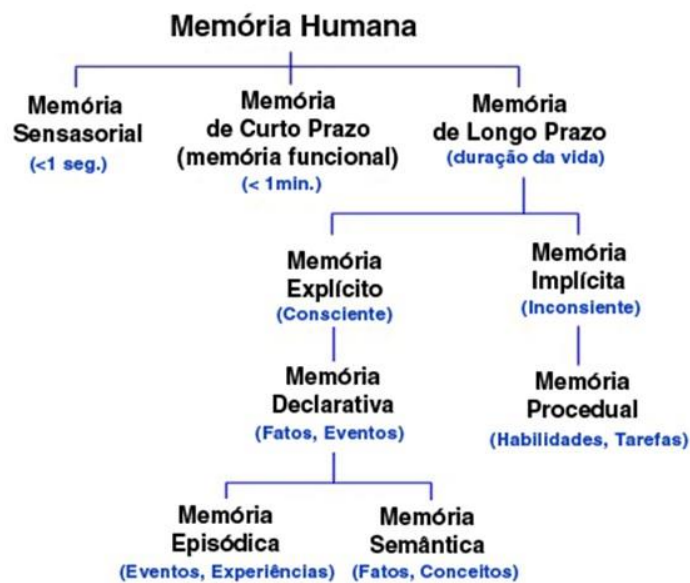 Memória Humana
Memória
Sensasorial
(<1 seg.)
Memória
de Curto Prazo
(memória funcional)
(< 1min.)
Memória
de Longo Prazo
(duração da vida)
Memória
Explícito
(Consciente)
Memória
Implícita
(Inconsiente)
Memória
Declarativa
(Fatos, Eventos)
Memória
Procedual
(Habilidades, Tarefas)
Memória
Episódica
(Eventos, Experiências)
Memória
Semântica
(Fatos, Conceitos)